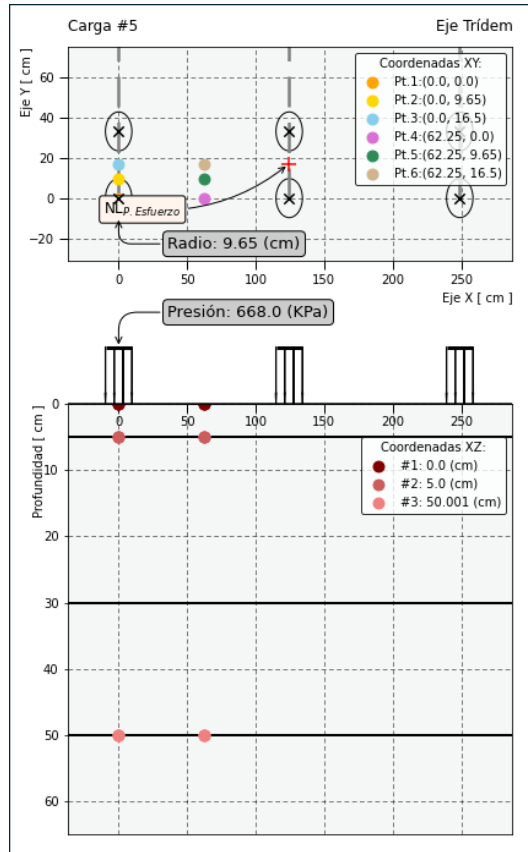 Carga #5
Eje Trídem
Eje Y [ cm ]
60
40
20
0
−20
Coordenadas XY:
Pt.1:(0.0, 0.0)
Pt.2:(0.0, 9.65)
Pt.3:(0.0, 16.5)
Pt.4:(62.25, 0.0)
Pt.5:(62.25, 9.65)
Pt.6:(62.25, 16.5)
NL P. Esfuerzo
Radio: 9.65 (cm)
0 50 100 150 200 250
Eje X [ cm ]
Presión: 668.0 (KPa)
0 50 100 150 200 250
Profundidad [ cm ]
0
10
20
30
40
50
60
Coordenadas XZ:
#1: 0.0 (cm)
#2: 5.0 (cm)
#3: 50.001 (cm)